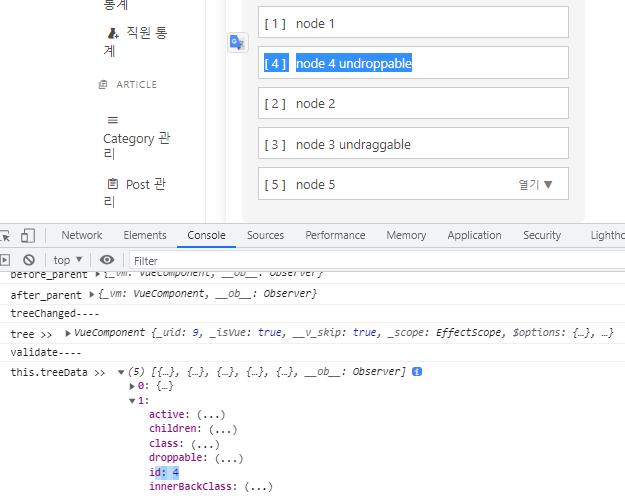 통계
직원 통
계
ARTICLE
Category 관
리
Post 관
리
[ 1 ] node 1
[ 4 ] node 4 undroppable
[ 2 ] node 2
[ 3 ] node 3 undraggable
[ 5 ] node 5 열기 ▼
Network Elements Console Sources Performance Memory Application Security Lighthc
top ▼ Filter
before_parent ▶{_vm: VueComponent, __ob__: Observer}
after_parent ▶{_vm: VueComponent, __ob__: Observer}
treeChanged----
tree >> ▶VueComponent {_uid: 9, _isVue: true, __v_skip: true, _scope: EffectScope, $options: {…}, …}
validate----
this.treeData >> ▼(5) [{…}, {…}, {…}, {…}, {…}, __ob__: Observer] i
▶0: {…}
▼1:
active: (...)
children: (...)
class: (...)
droppable: (...)
id: 4
innerBackClass: (...)